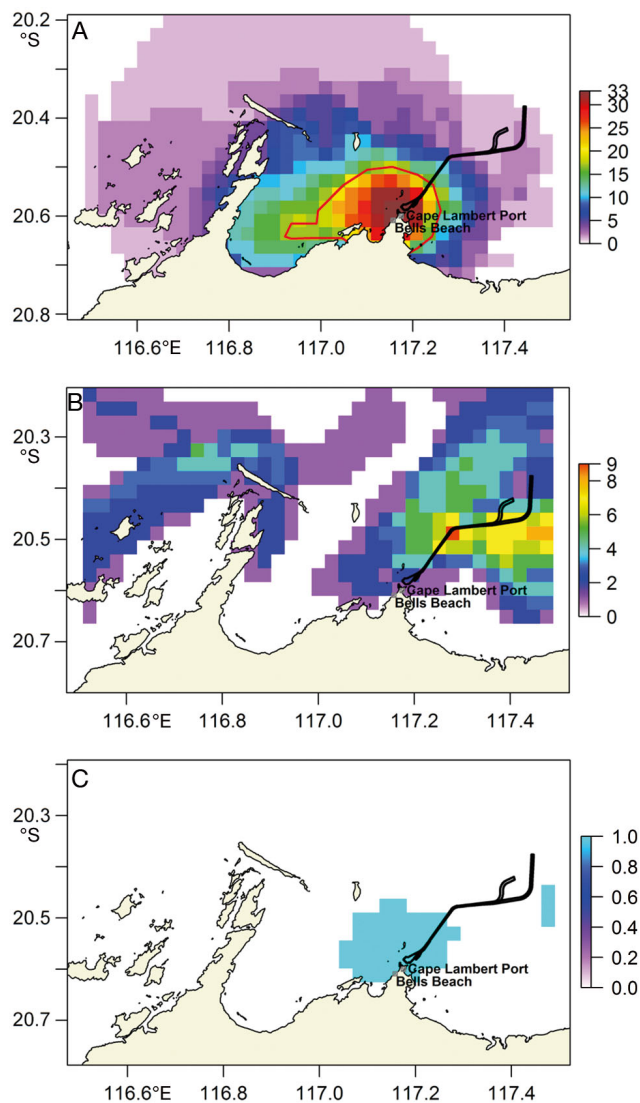 A
20.2
°S
20.4
20.6
20.8
116.6°E 116.8 117.0 117.2 117.4
Cape Lambert Port
Bells Beach
33
30
25
20
15
10
5
0
B
20.3
°S
20.5
20.7
116.6°E 116.8 117.0 117.2 117.4
Cape Lambert Port
Bells Beach
9
8
6
4
2
0
C
20.3
°S
20.5
20.7
116.6°E 116.8 117.0 117.2 117.4
Cape Lambert Port
Bells Beach
1.0
0.8
0.6
0.4
0.2
0.0